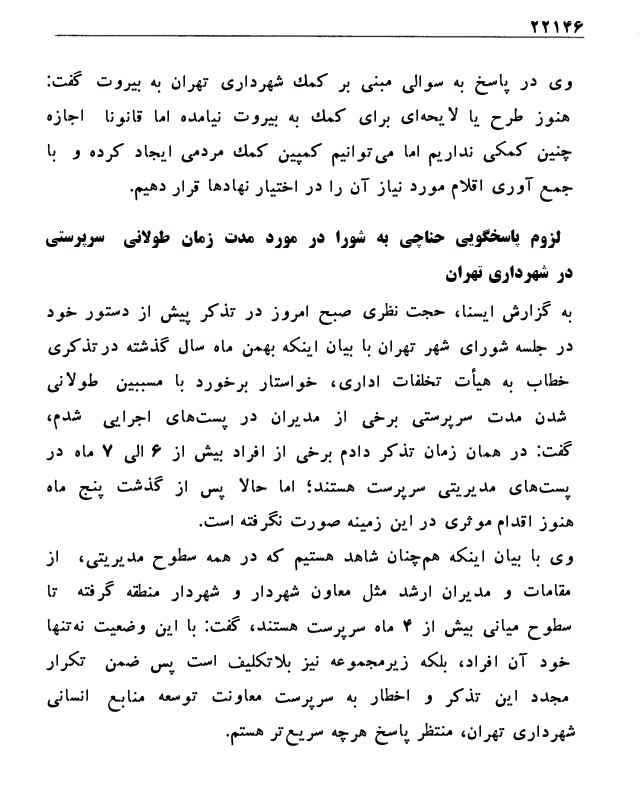 ۲۲۱۴۶
وی در پاسخ به سوالی مبنی بر کمک شهرداری تهران به بیروت گفت:
هنوز طرح یا لایحه‌ای برای کمک به بیروت نیامده اما قانونا اجازه
چنین کمکی نداریم اما می‌توانیم کمپین کمک مردمی ایجاد کرده و با
جمع آوری اقلام مورد نیاز آن را در اختیار نهادها قرار دهیم.
لزوم پاسخگویی حناچی به شورا در مورد مدت زمان طولانی سرپرستی
در شهرداری تهران
به گزارش ایسنا، حجت نظری صبح امروز در تذکر پیش از دستور خود
در جلسه شورای شهر تهران با بیان اینکه بهمن ماه سال گذشته در تذکری
خطاب به هیأت تخلفات اداری، خواستار برخورد با مسببین طولانی
شدن مدت سرپرستی برخی از مدیران در پست‌های اجرایی شدم،
گفت: در همان زمان تذکر دادم برخی از افراد بیش از ۶ الی ۷ ماه در
پست‌های مدیریتی سرپرست هستند؛ اما حالا پس از گذشت پنج ماه
هنوز اقدام موثری در این زمینه صورت نگرفته است.
وی با بیان اینکه هم‌چنان شاهد هستیم که در همه سطوح مدیریتی، از
مقامات و مدیران ارشد مثل معاون شهردار و شهردار منطقه گرفته تا
سطوح میانی بیش از ۴ ماه سرپرست هستند، گفت: با این وضعیت نه‌تنها
خود آن افراد، بلکه زیرمجموعه نیز بلاتکلیف است پس ضمن تکرار
مجدد این تذکر و اخطار به سرپرست معاونت توسعه منابع انسانی
شهرداری تهران، منتظر پاسخ هرچه سریع‌تر هستم.